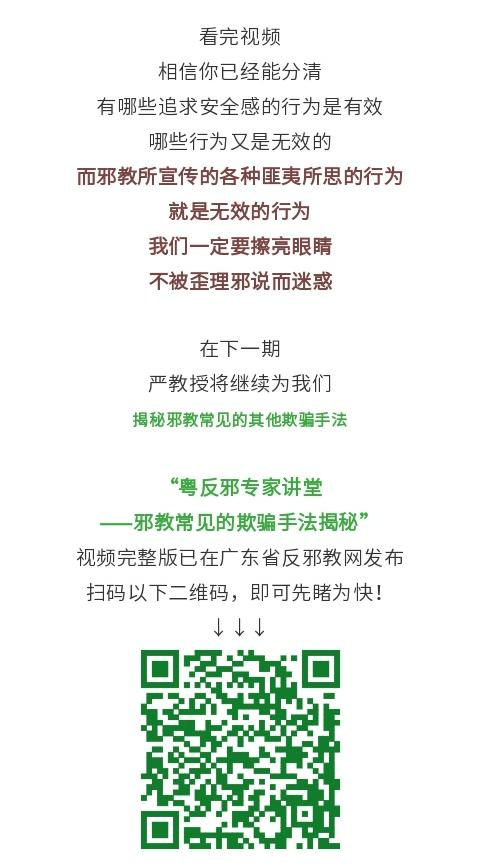 看完视频
相信你已经能分清
有哪些追求安全感的行为是有效
哪些行为又是无效的
而邪教所宣传的各种匪夷所思的行为
就是无效的行为
我们一定要擦亮眼睛
不被歪理邪说而迷惑
在下一期
严教授将继续为我们
揭秘邪教常见的其他欺骗手法
“粤反邪专家讲堂
——邪教常见的欺骗手法揭秘”
视频完整版已在广东省反邪教网发布
扫码以下二维码，即可先睹为快！
↓↓↓